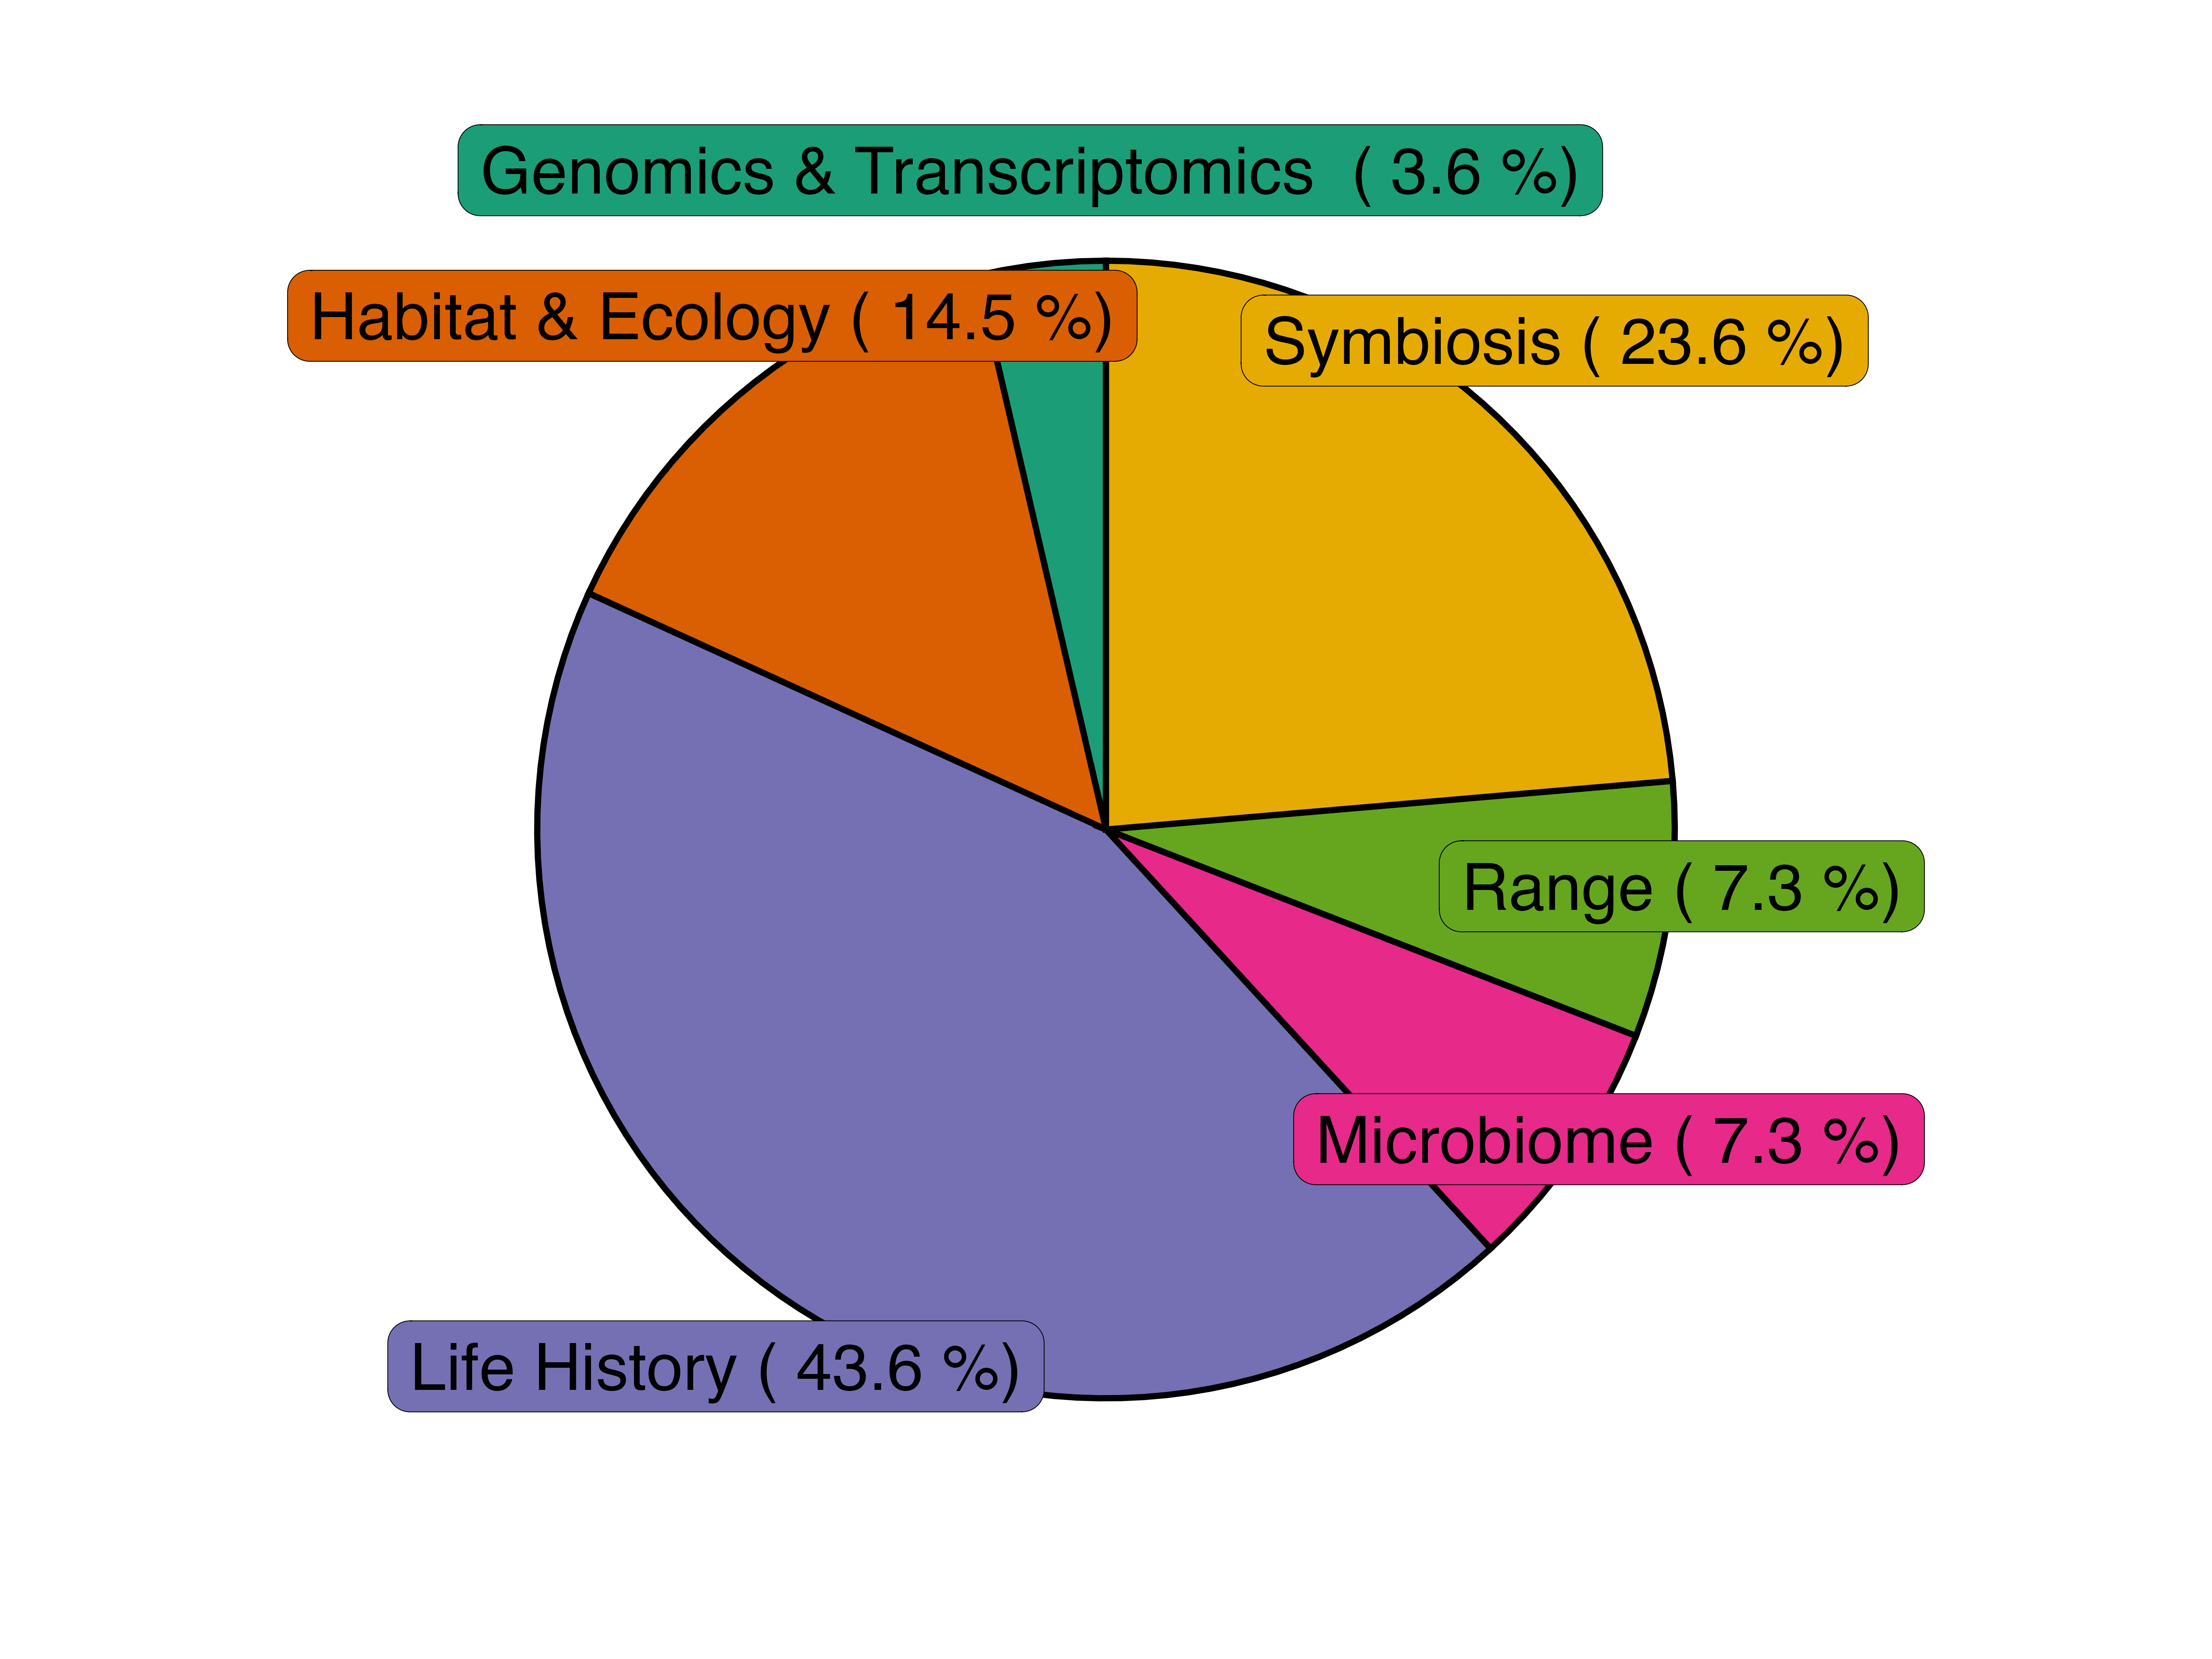 Genomics & Transcriptomics  ( 3.6 %)
Habitat & Ecology ( 14.5 %)
Symbiosis ( 23.6 %)
Range ( 7.3 %)
Microbiome ( 7.3 %)
Life History ( 43.6 %)